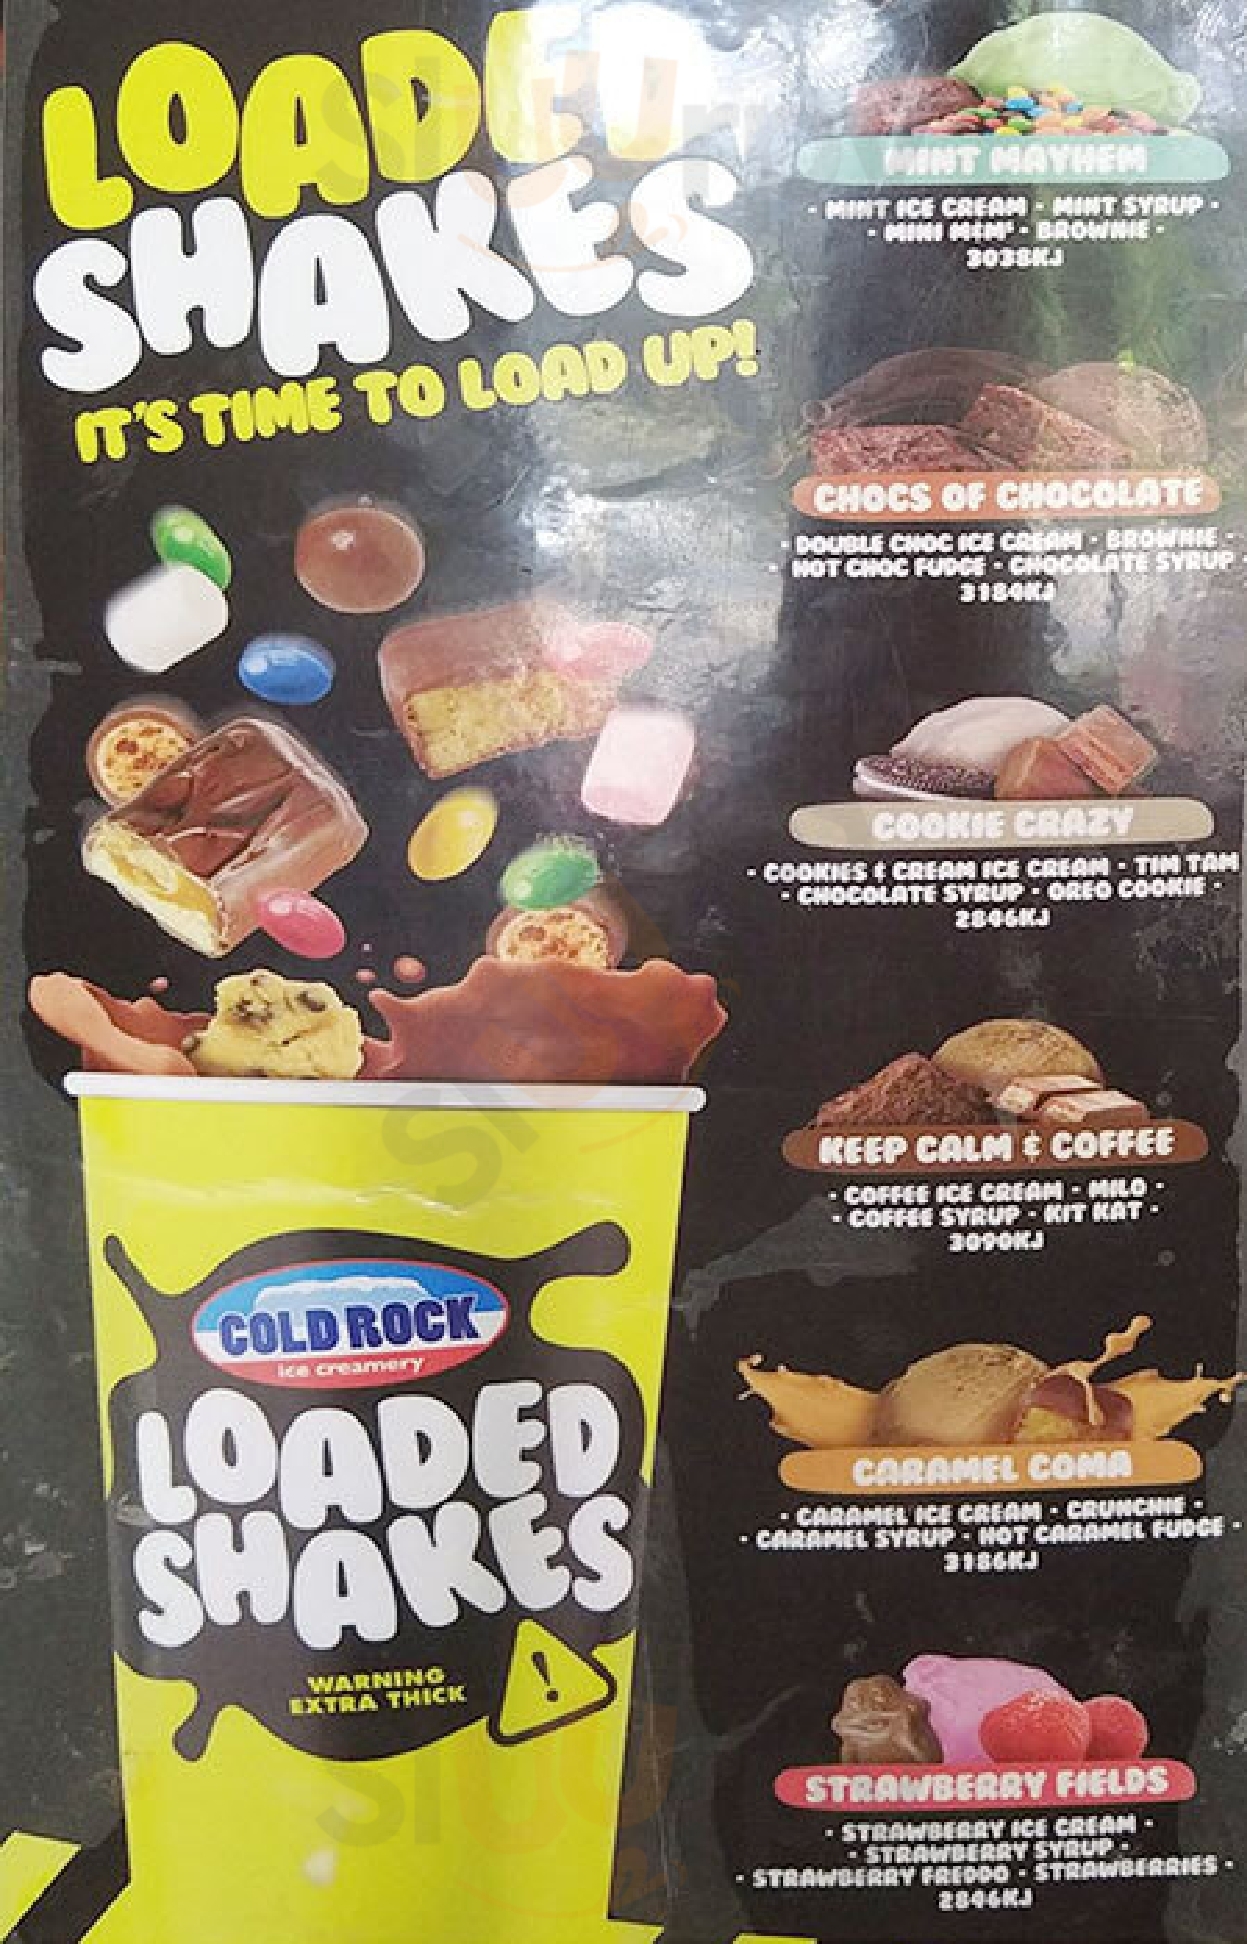 LOADED
SHAKES
IT'S TIME TO LOAD UP!
COLD ROCK
ice creamery
LOADED
SHAKES
WARNING
EXTRA THICK
!
MINT MAYHEM
- MINT ICE CREAM - MINT SYRUP -
- MINI M&M'S - BROWNIE -
3038KJ
CHOCS OF CHOCOLATE
- DOUBLE CHOC ICE CREAM - BROWNIE -
- HOT CHOC FUDGE - CHOCOLATE SYRUP -
COOKIE CRAZY
- COOKIES & CREAM ICE CREAM - TIM TAM
- CHOCOLATE SYRUP - OREO COOKIE -
2846KJ
KEEP CALM & COFFEE
- COFFEE ICE CREAM - MILO -
- COFFEE SYRUP - KIT KAT -
3090KJ
CARAMEL COMA
- CARAMEL ICE CREAM - CRUNCHIE -
- CARAMEL SYRUP - HOT CARAMEL FUDGE -
3186KJ
STRAWBERRY FIELDS
- STRAWBERRY ICE CREAM -
- STRAWBERRY SYRUP -
- STRAWBERRY FREDDO - STRAWBERRIES -
2846KJ